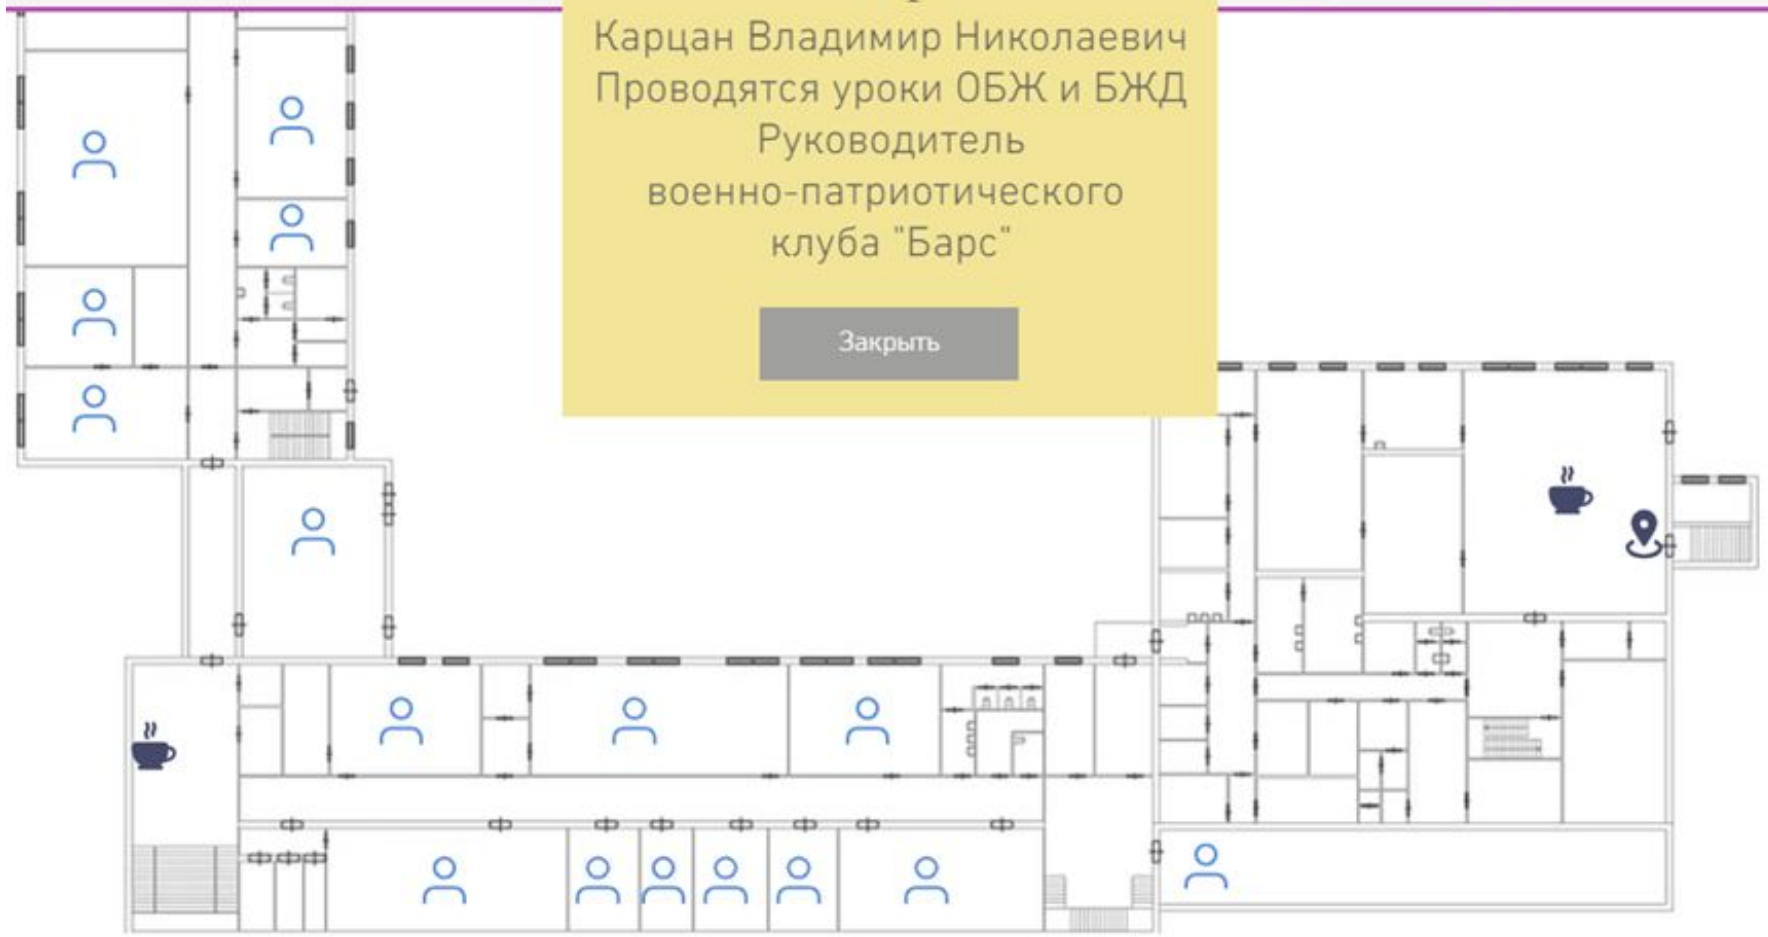 Карцан Владимир Николаевич
Проводятся уроки ОБЖ и БЖД
Руководитель
военно-патриотического
клуба "Барс"
Закрыть